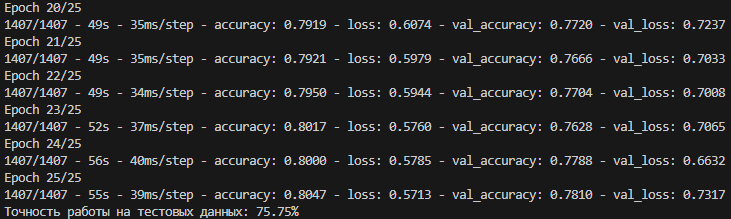 Epoch 20/25
1407/1407 - 49s - 35ms/step - accuracy: 0.7919 - loss: 0.6074 - val_accuracy: 0.7720 - val_loss: 0.7237
Epoch 21/25
1407/1407 - 49s - 35ms/step - accuracy: 0.7921 - loss: 0.5979 - val_accuracy: 0.7666 - val_loss: 0.7033
Epoch 22/25
1407/1407 - 49s - 34ms/step - accuracy: 0.7950 - loss: 0.5944 - val_accuracy: 0.7704 - val_loss: 0.7008
Epoch 23/25
1407/1407 - 52s - 37ms/step - accuracy: 0.8017 - loss: 0.5760 - val_accuracy: 0.7628 - val_loss: 0.7065
Epoch 24/25
1407/1407 - 56s - 40ms/step - accuracy: 0.8000 - loss: 0.5785 - val_accuracy: 0.7788 - val_loss: 0.6632
Epoch 25/25
1407/1407 - 55s - 39ms/step - accuracy: 0.8047 - loss: 0.5713 - val_accuracy: 0.7810 - val_loss: 0.7317
Точность работы на тестовых данных: 75.75%